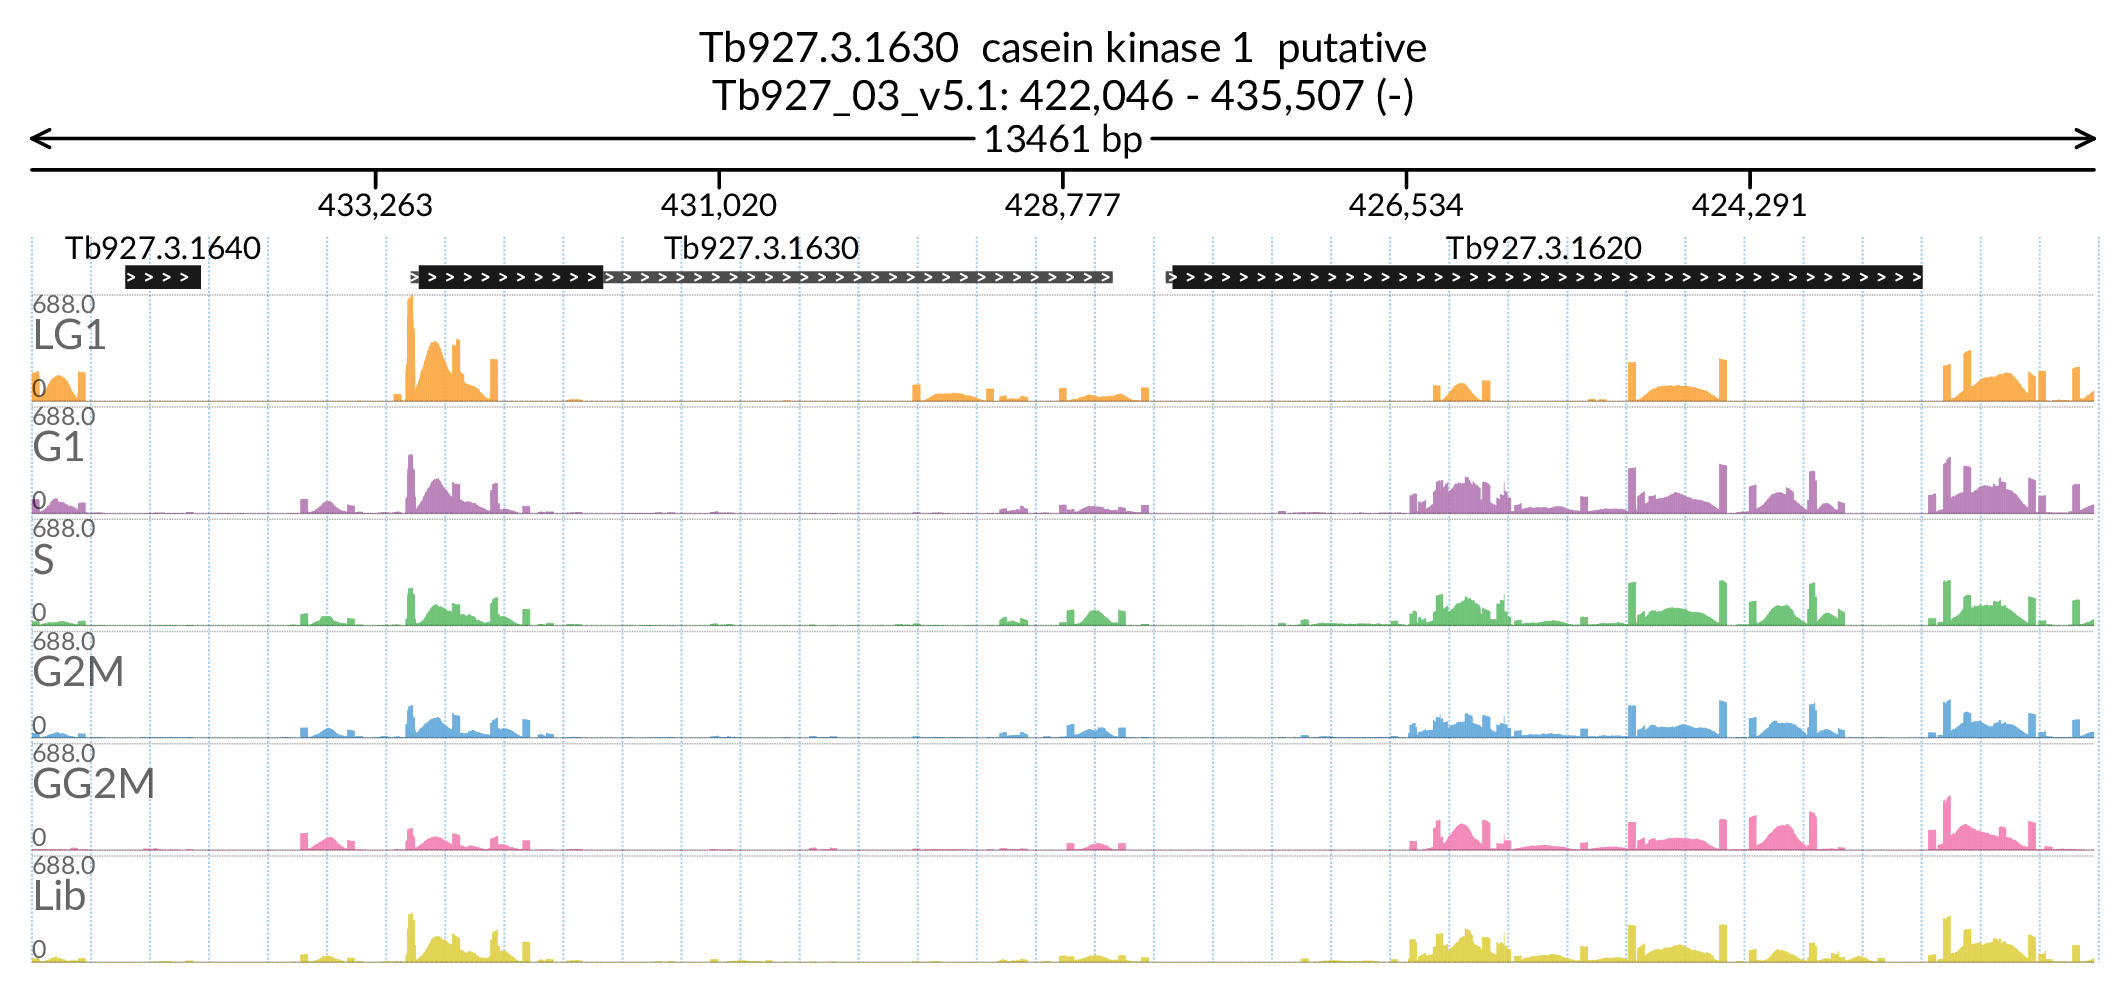 Tb927.3.1630 casein kinase 1 putative
Tb927_03_v5.1: 422,046 - 435,507 (-)
13461 bp
433,263 431,020 428,777 426,534 424,291
Tb927.3.1640 Tb927.3.1630 Tb927.3.1620
688.0
LG1
0
688.0
G1
0
688.0
S
0
688.0
G2M
0
688.0
GG2M
0
688.0
Lib
0